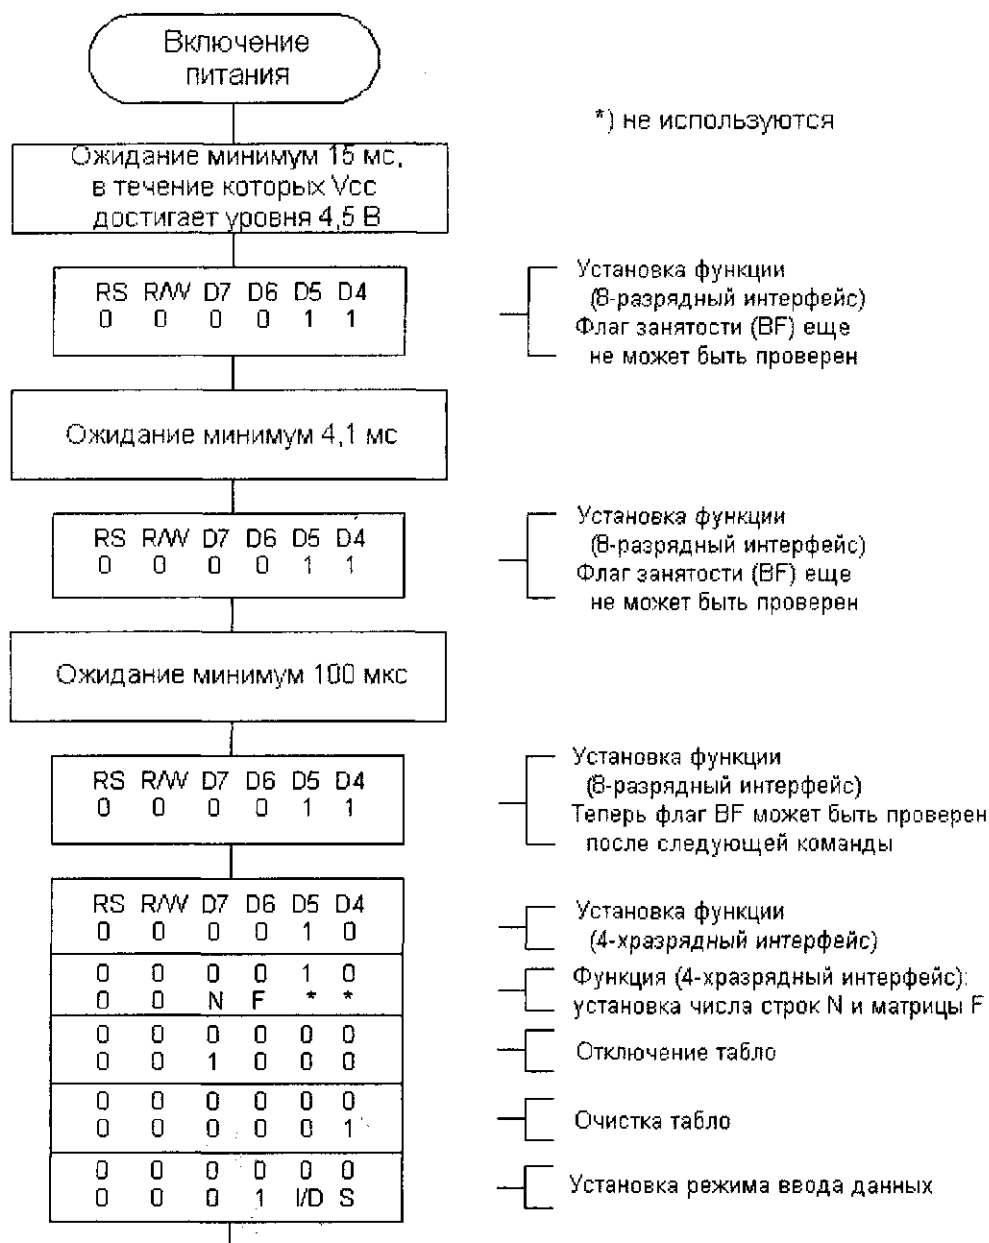 Включение
питания
*) не используются
Ожидание минимум 15 мс,
в течение которых Vcc
достигает уровня 4,5 В
RS R/W D7 D6 D5 D4
0 0 0 0 1 1
Установка функции
(8-разрядный интерфейс)
Флаг занятости (BF) еще
не может быть проверен
Ожидание минимум 4,1 мс
RS R/W D7 D6 D5 D4
0 0 0 0 1 1
Установка функции
(8-разрядный интерфейс)
Флаг занятости (BF) еще
не может быть проверен
Ожидание минимум 100 мкс
RS R/W D7 D6 D5 D4
0 0 0 0 1 1
Установка функции
(8-разрядный интерфейс)
Теперь флаг BF может быть проверен
после следующей команды
RS R/W D7 D6 D5 D4
0 0 0 0 1 0
Установка функции
(4-хразрядный интерфейс)
0 0 0 0 1 0
0 0 N F * *
Функция (4-хразрядный интерфейс):
установка числа строк N и матрицы F
0 0 0 0 0 0
0 0 1 0 0 0
Отключение табло
0 0 0 0 0 0
0 0 0 0 0 1
Очистка табло
0 0 0 0 0 0
0 0 0 1 I/D S
Установка режима ввода данных